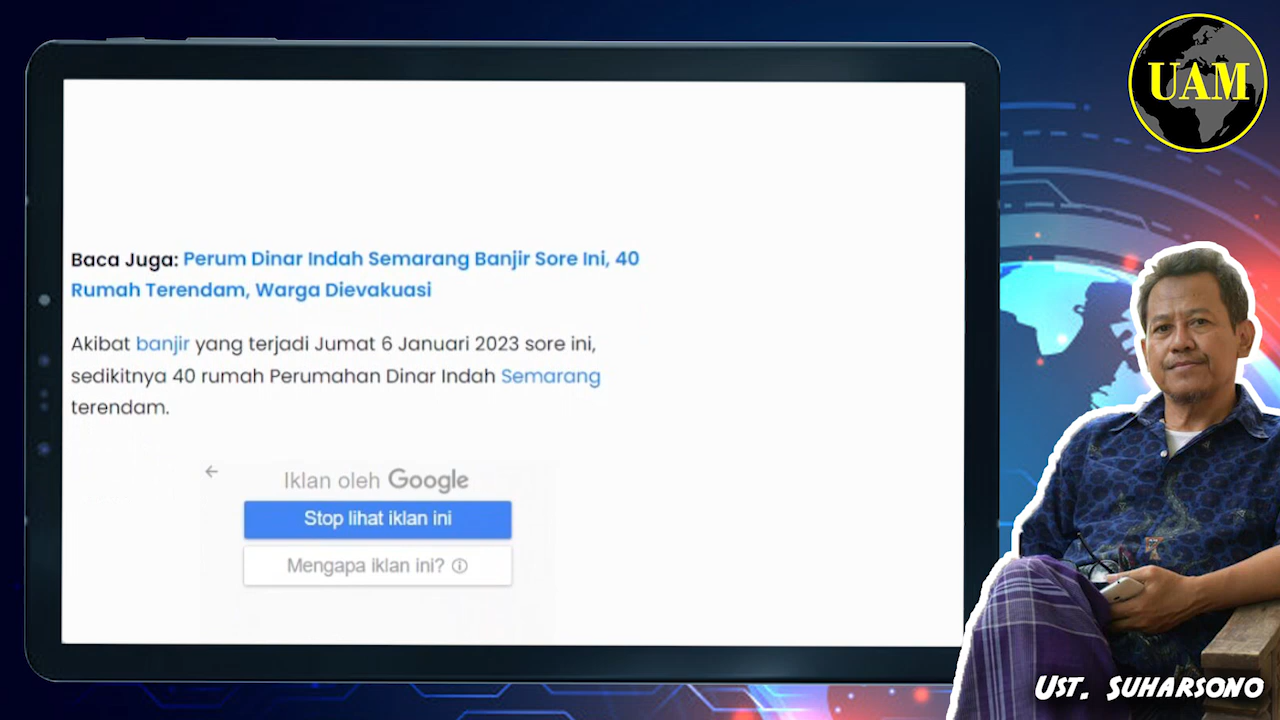 UAM
Baca Juga: Perum Dinar Indah Semarang Banjir Sore Ini, 40
Rumah Terendam, Warga Dievakuasi
Akibat banjir yang terjadi Jumat 6 Januari 2023 sore ini,
sedikitnya 40 rumah Perumahan Dinar Indah Semarang
terendam.
Iklan oleh Google
Stop lihat iklan ini
Mengapa iklan ini?
UST. SUHARSONO